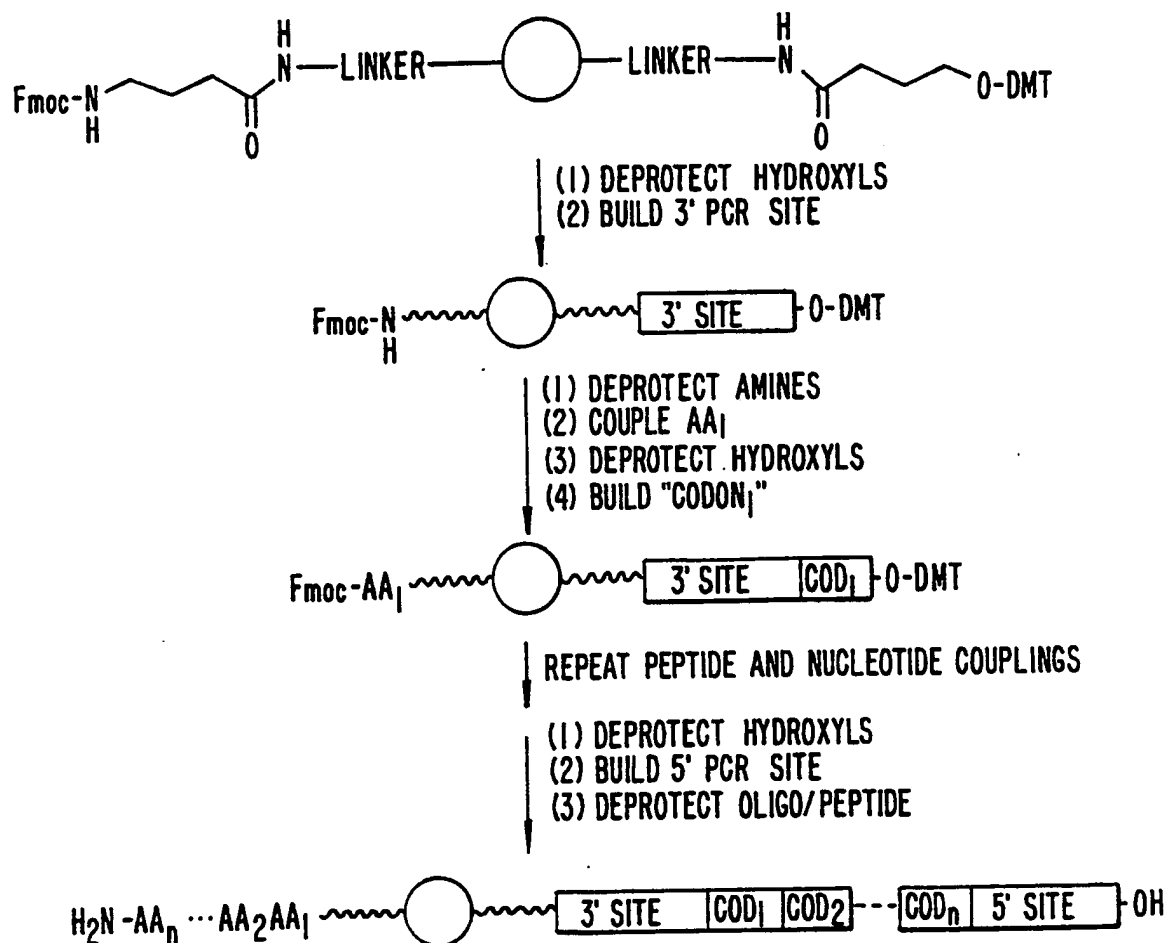 H H
N—LINKER LINKER—N
Fmoc-N O-DMT
H O O
(1) DEPROTECT HYDROXYLS
(2) BUILD 3' PCR SITE
Fmoc-N 3' SITE O-DMT
H
(1) DEPROTECT AMINES
(2) COUPLE AA1
(3) DEPROTECT HYDROXYLS
(4) BUILD "CODON1"
Fmoc-AA1 3' SITE COD1 O-DMT
REPEAT PEPTIDE AND NUCLEOTIDE COUPLINGS
(1) DEPROTECT HYDROXYLS
(2) BUILD 5' PCR SITE
(3) DEPROTECT OLIGO/PEPTIDE
H2N-AAn ···AA2AA1 3' SITE COD1 COD2 --- CODn 5' SITE OH